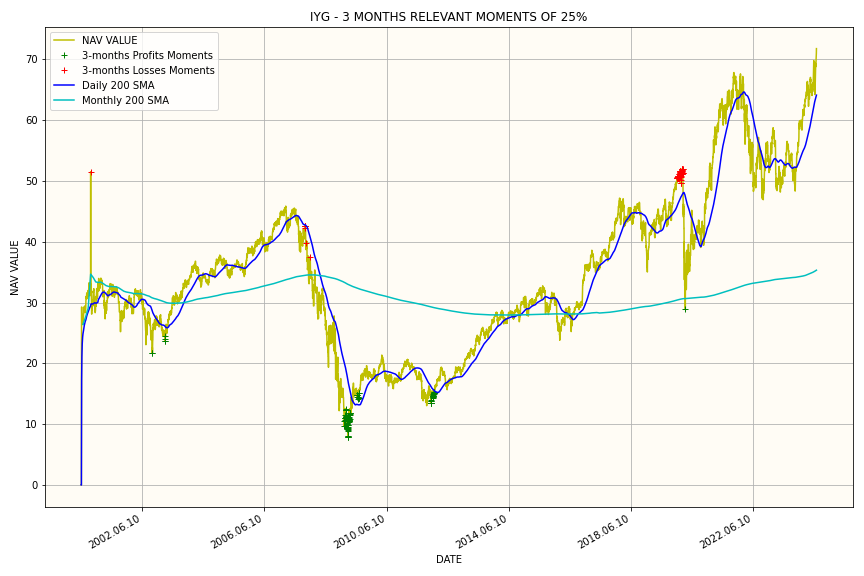 IYG - 3 MONTHS RELEVANT MOMENTS OF 25%
NAV VALUE
3-months Profits Moments
3-months Losses Moments
Daily 200 SMA
Monthly 200 SMA
70
60
50
40
30
20
10
0
NAV VALUE
2002.06.10
2006.06.10
2010.06.10
2014.06.10
2018.06.10
2022.06.10
DATE